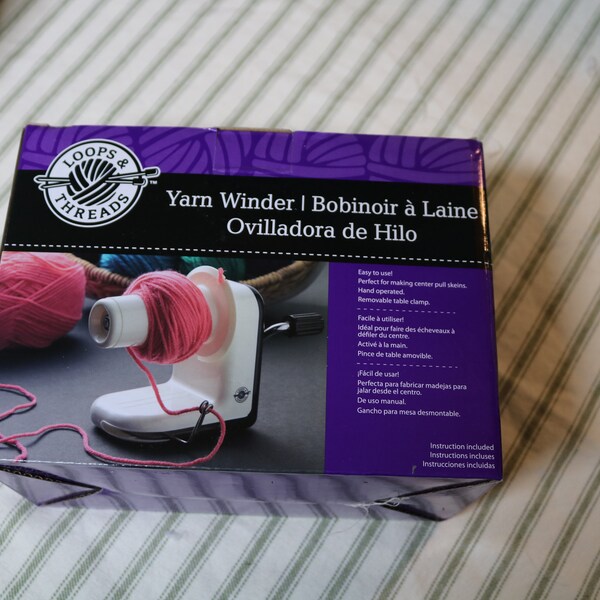 LOOPS &
THREADS™
Yarn Winder | Bobinoir à Laine
Ovilladora de Hilo
Easy to use!
Perfect for making center pull skeins.
Hand operated.
Removable table clamp.
Facile à utiliser!
Idéal pour faire des écheveaux à
défiler du centre.
Activé à la main.
Pince de table amovible.
¡Fácil de usar!
Perfecta para fabricar madejas para
jalar desde el centro.
De uso manual.
Gancho para mesa desmontable.
Instruction included
Instructions incluses
Instrucciones incluidas